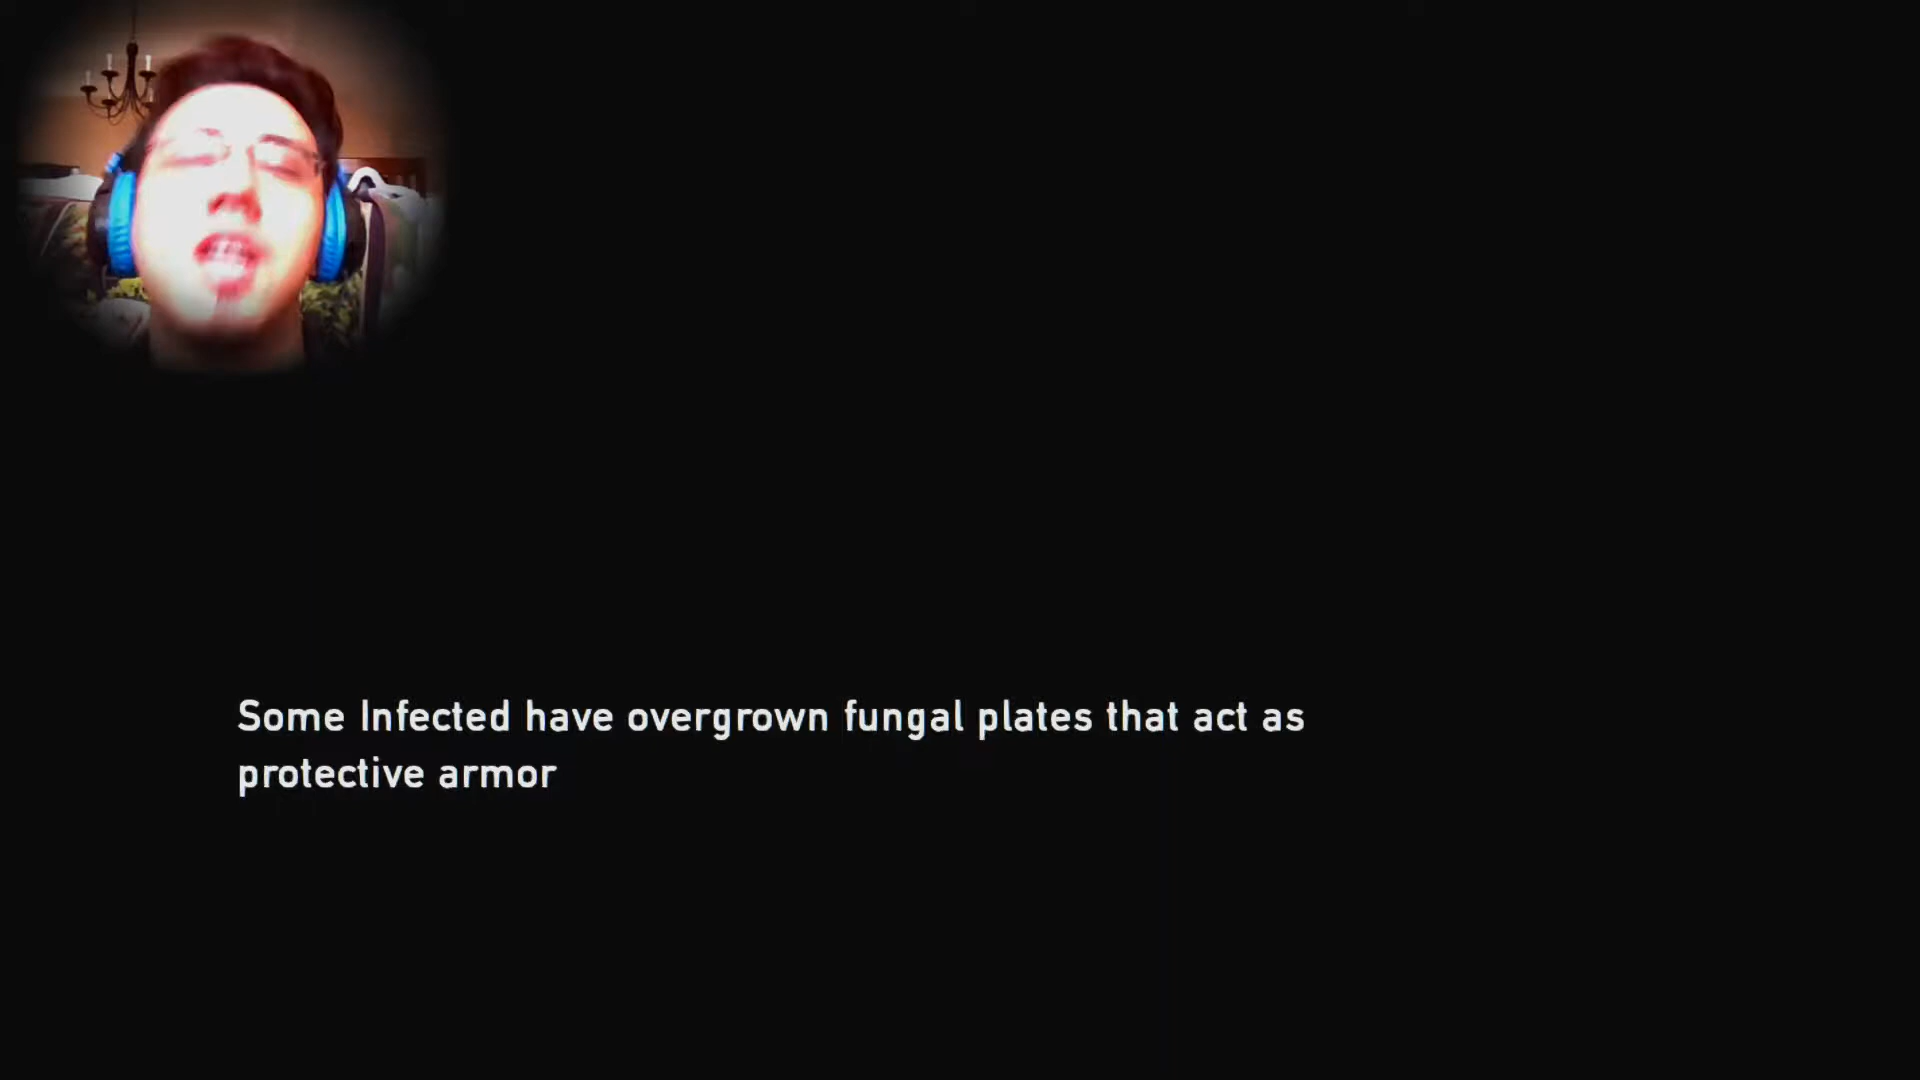 Some Infected have overgrown fungal plates that act as
protective armor